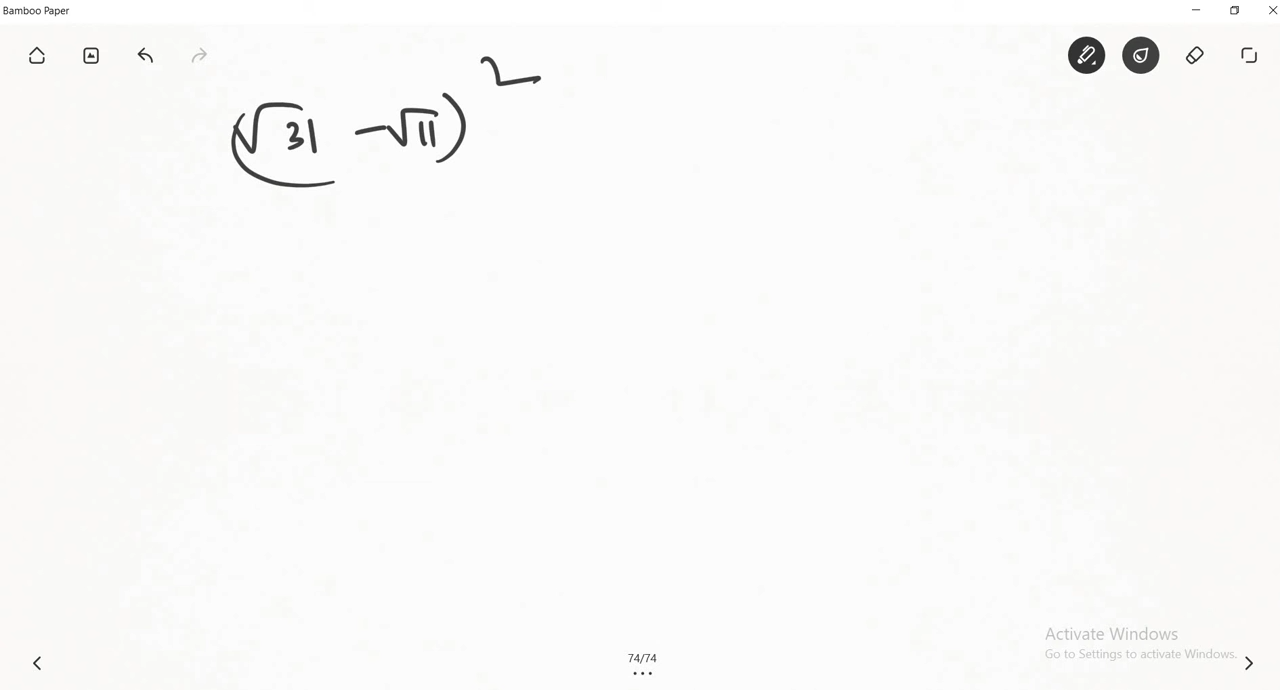 Bamboo Paper
(√31 -√11)²
74/74
Activate Windows
Go to Settings to activate Windows.